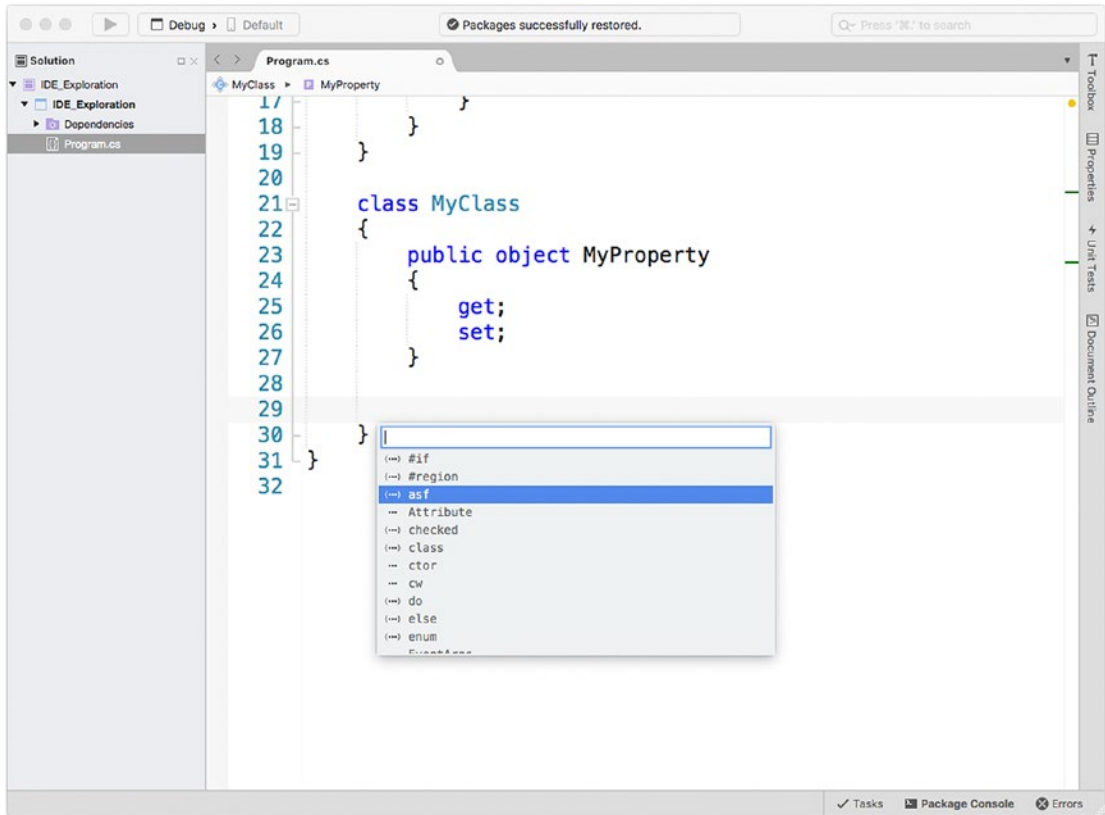 Debug › Default
Packages successfully restored.
Press '⌘.' to search
Solution
Program.cs
IDE_Exploration
IDE_Exploration
Dependencies
Program.cs
MyClass ▸ MyProperty
17 }
18 }
19 }
20
21 class MyClass
22 {
23 public object MyProperty
24 {
25 get;
26 set;
27 }
28
29
30 }
31 }
32
#if
#region
asf
Attribute
checked
class
ctor
cw
do
else
enum
EventArgs
Toolbox
Properties
Unit Tests
Document Outline
Tasks
Package Console
Errors